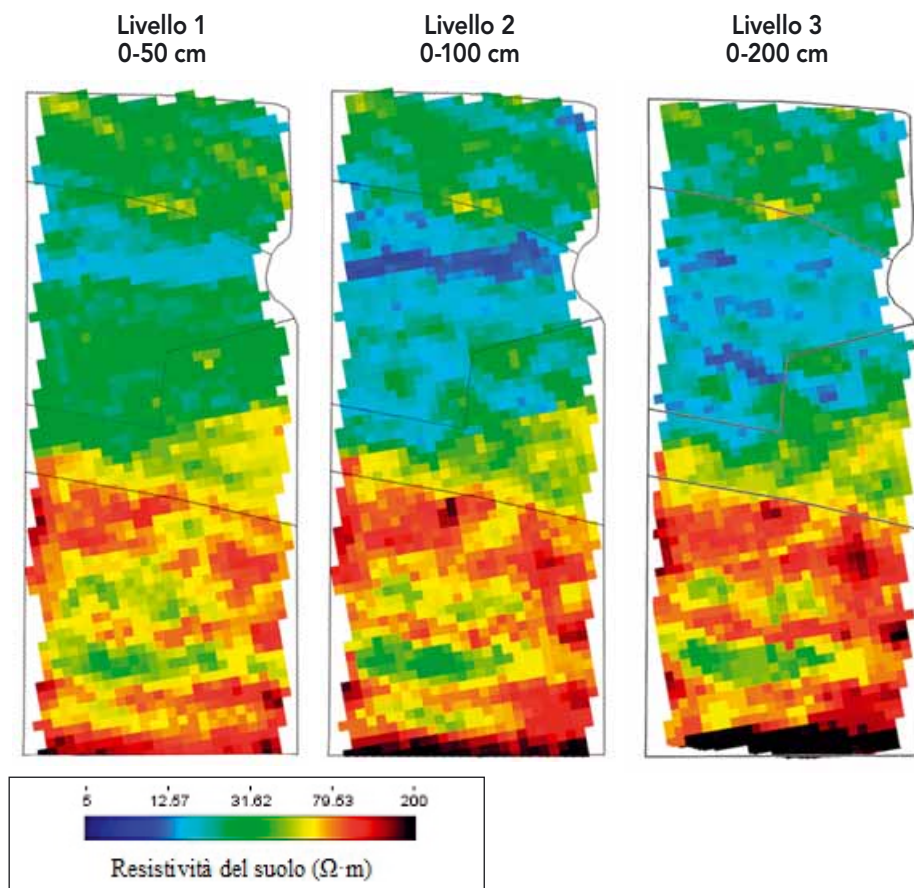 Livello 1
0-50 cm
Livello 2
0-100 cm
Livello 3
0-200 cm
5 12.57 31.62 79.53 200
Resistività del suolo (Ω·m)